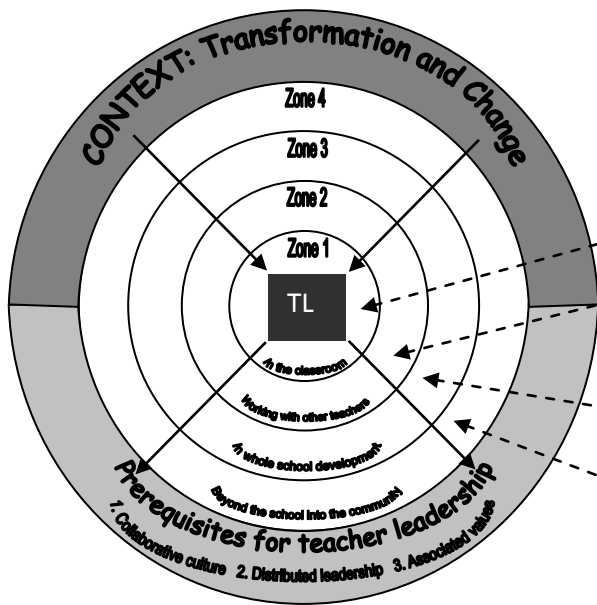 CONTEXT: Transformation and Change
Zone 4
Zone 3
Zone 2
Zone 1
TL
In the classroom
Working with other teachers
In whole school development
Beyond the school into the community
Prerequisites for teacher leadership
1. Collaborative culture 2. Distributed leadership 3. Associated values